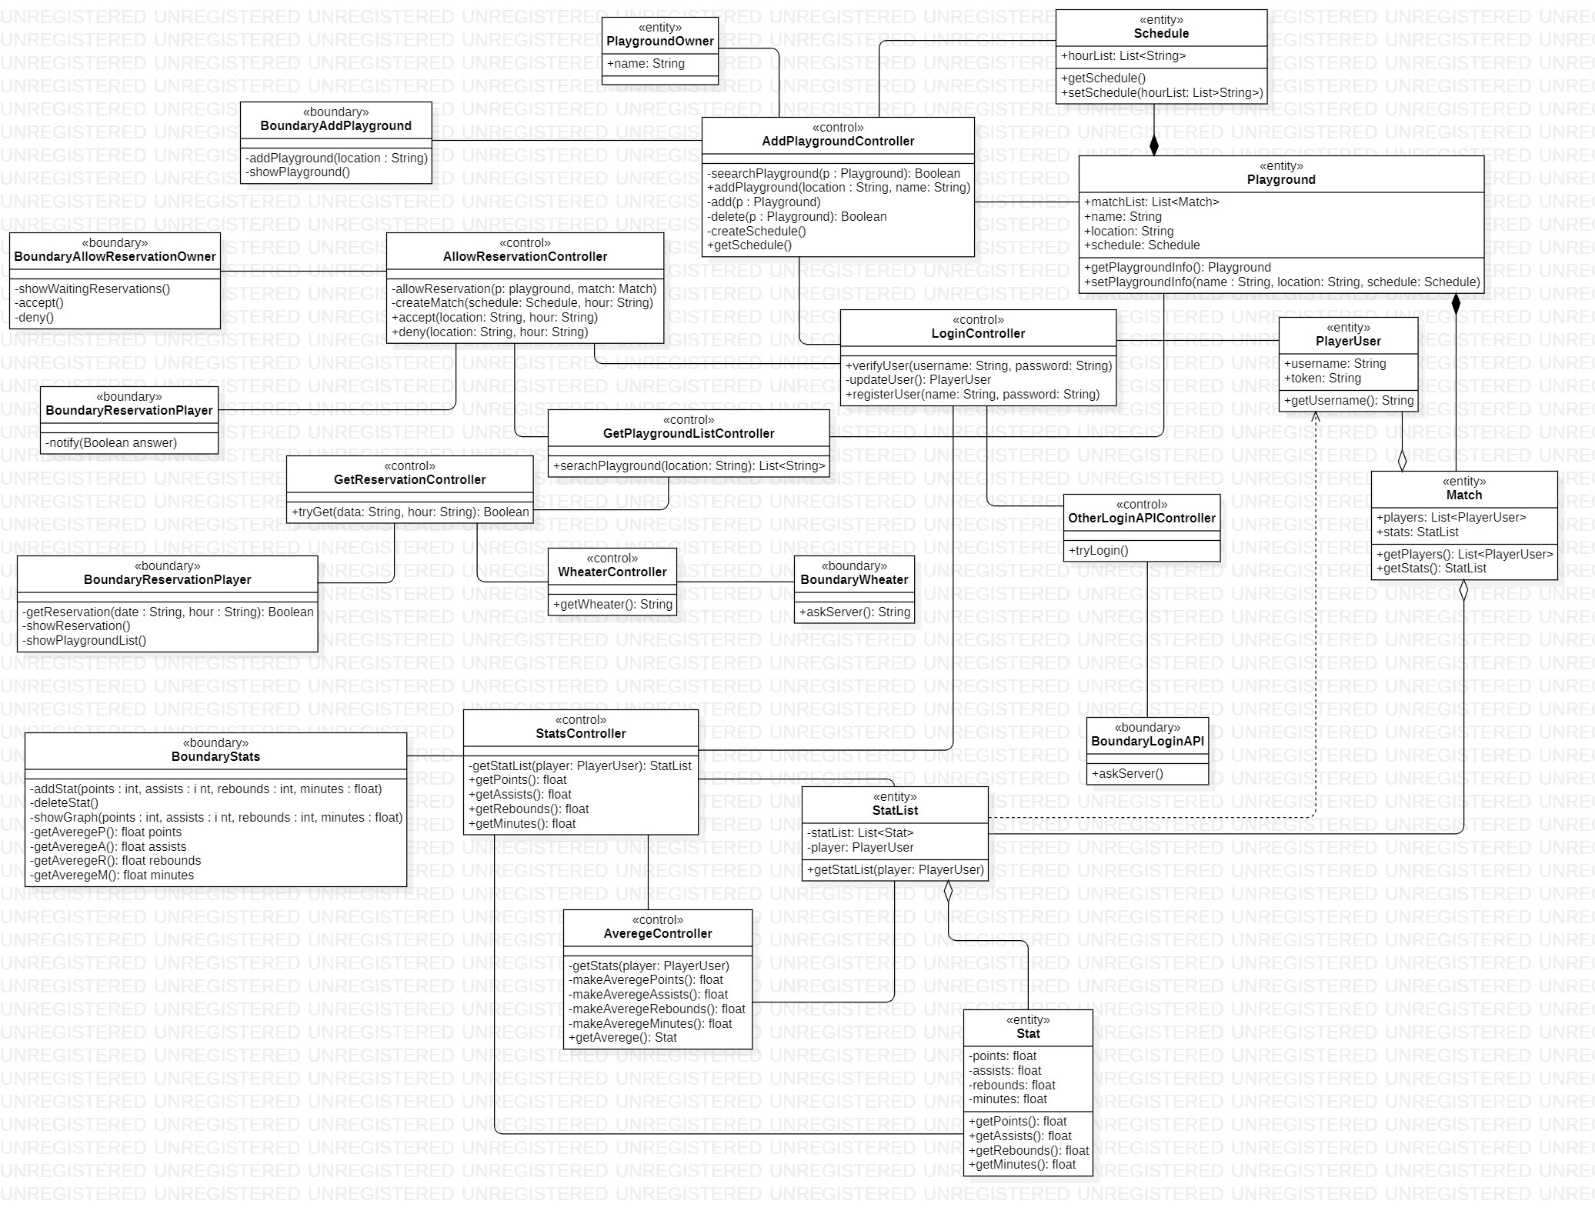 «entity»
PlaygroundOwner
+name: String
«entity»
Schedule
+hourList: List<String>
+getSchedule()
+setSchedule(hourList: List>String>)
«boundary»
BoundaryAddPlayground
-addPlayground(location : String)
-showPlayground()
«control»
AddPlaygroundController
-seearchPlayground(p : Playground): Boolean
+addPlayground(location : String, name: String)
-add(p : Playground)
-delete(p : Playground): Boolean
-createSchedule()
+getSchedule()
«entity»
Playground
+matchList: List<Match>
+name: String
+location: String
+schedule: Schedule
+getPlaygroundInfo(): Playground
+setPlaygroundInfo(name : String, location: String, schedule: Schedule)
«boundary»
BoundaryAllowReservationOwner
-showWaitingReservations()
-accept()
-deny()
«control»
AllowReservationController
-allowReservation(p: playground, match: Match)
-createMatch(schedule: Schedule, hour: String)
+accept(location: String, hour: String)
+deny(location: String, hour: String)
«control»
LoginController
+verifyUser(username: String, password: String)
-updateUser(): PlayerUser
+registerUser(name: String, password: String)
«entity»
PlayerUser
+username: String
+token: String
+getUsername(): String
«boundary»
BoundaryReservationPlayer
-notify(Boolean answer)
«control»
GetPlaygroundListController
+serachPlayground(location: String): List<String>
«control»
GetReservationController
+tryGet(data: String, hour: String): Boolean
«entity»
Match
+players: List<PlayerUser>
+stats: StatList
+getPlayers(): List<PlayerUser>
+getStats(): StatList
«control»
OtherLoginAPIController
+tryLogin()
«boundary»
BoundaryReservationPlayer
-getReservation(date : String, hour : String): Boolean
-showReservation()
-showPlaygroundList()
«control»
WheaterController
+getWheater(): String
«boundary»
BoundaryWheater
+askServer(): String
«boundary»
BoundaryLoginAPI
+askServer()
«boundary»
BoundaryStats
-addStat(points : int, assists : i nt, rebounds : int, minutes : float)
-deleteStat()
-showGraph(points : int, assists : i nt, rebounds : int, minutes : float)
-getAveregeP(): float points
-getAveregeA(): float assists
-getAveregeR(): float rebounds
-getAveregeM(): float minutes
«control»
StatsController
-getStatList(player: PlayerUser): StatList
+getPoints(): float
+getAssists(): float
+getRebounds(): float
+getMinutes(): float
«entity»
StatList
-statList: List<Stat>
-player: PlayerUser
+getStatList(player: PlayerUser)
«control»
AveregeController
-getStats(player: PlayerUser)
-makeAveregePoints(): float
-makeAveregeAssists(): float
-makeAveregeRebounds(): float
-makeAveregeMinutes(): float
+getAverege(): Stat
«entity»
Stat
-points: float
-assists: float
-rebounds: float
-minutes: float
+getPoints(): float
+getAssists(): float
+getRebounds(): float
+getMinutes(): float
UNREGISTERED